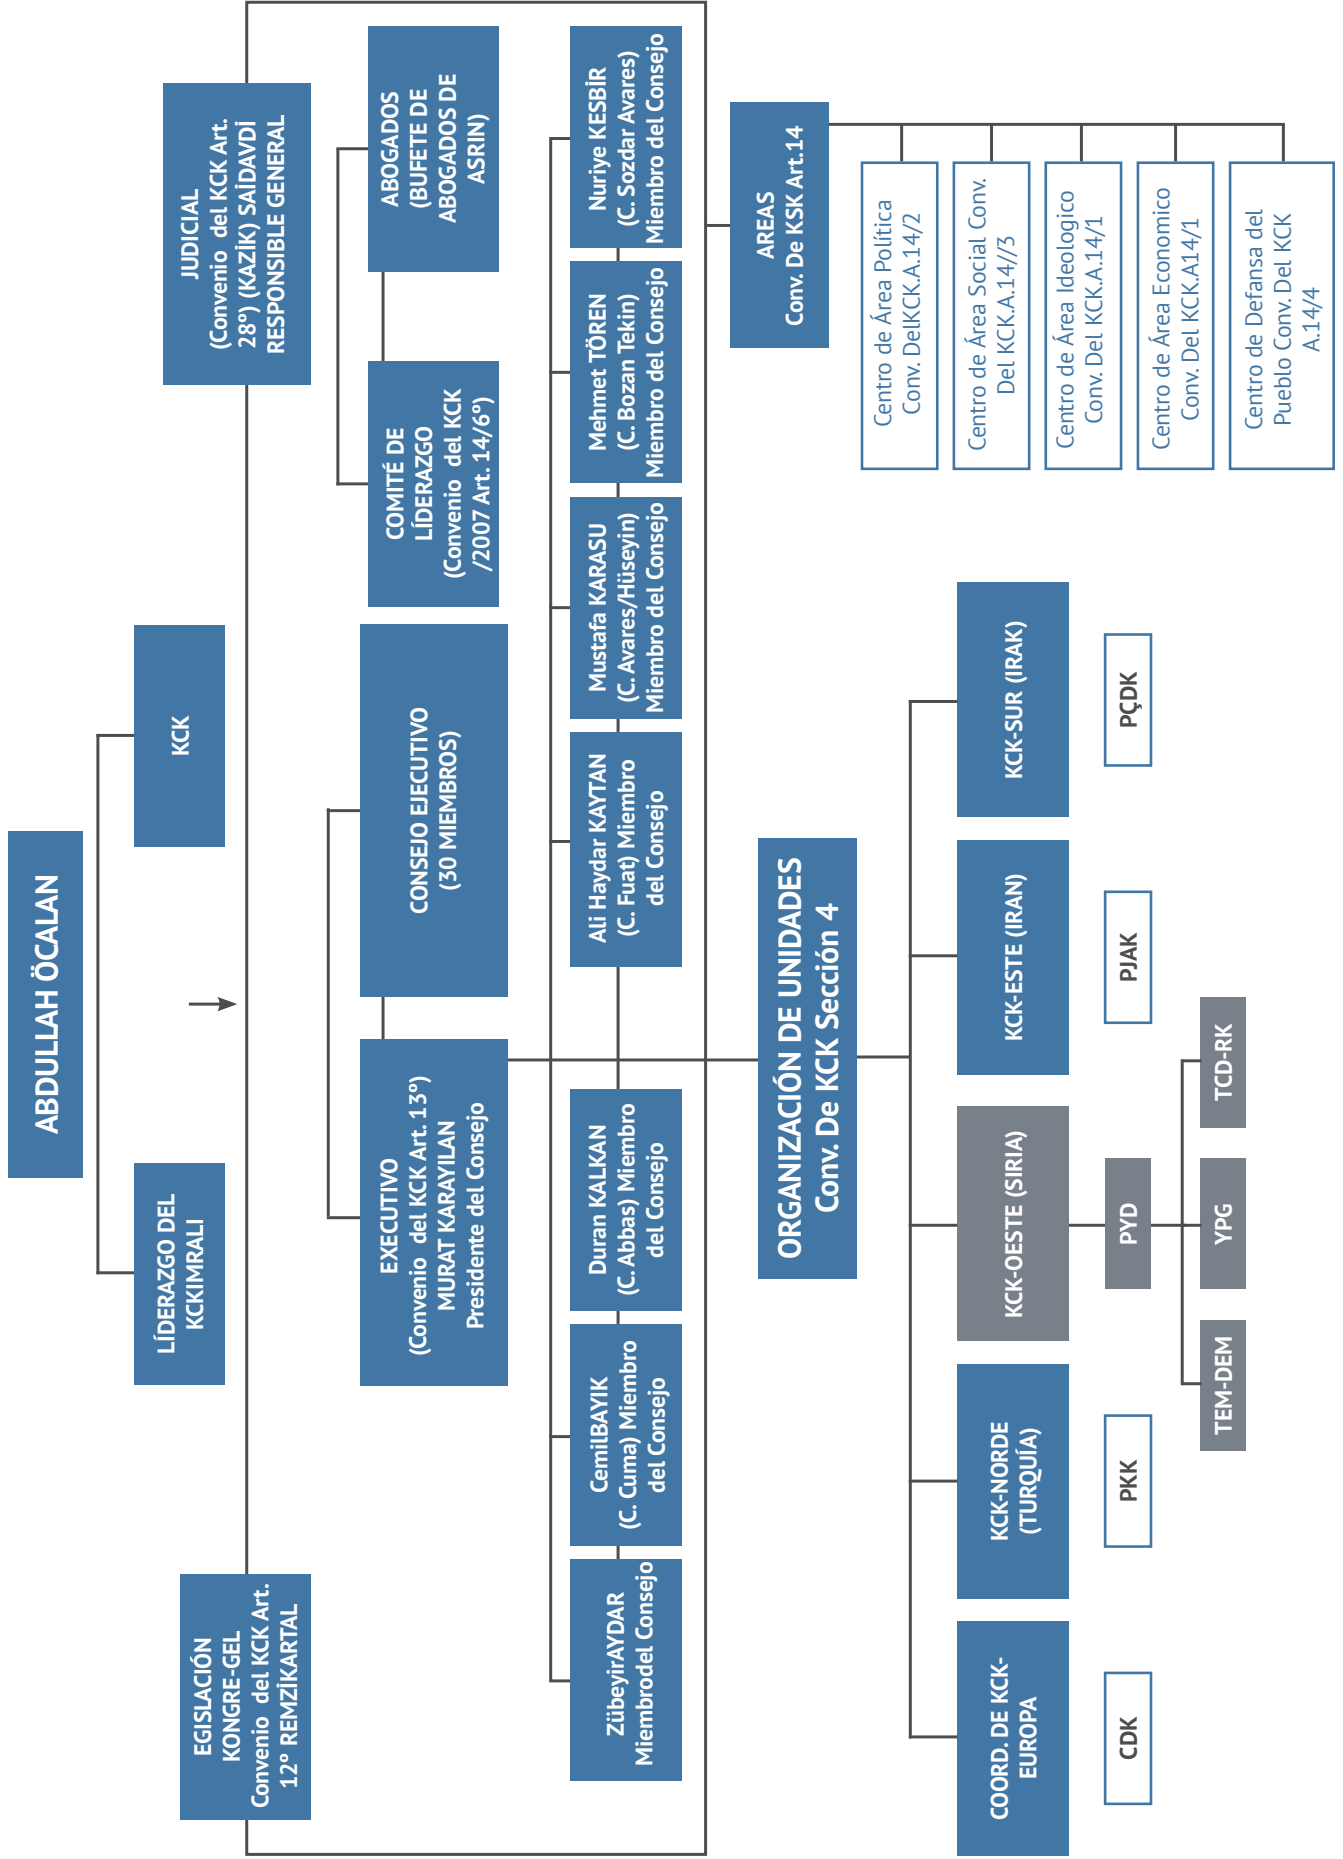 ABDULLAH ÖCALAN
LÍDERAZGO DEL
KCKIMRALI
KCK
EGISLACIÓN
KONGRE-GEL
Convenio del KCK Art.
12º REMZİKARTAL
JUDICIAL
(Convenio del KCK Art.
28º) (KAZİK) SAİDAVDİ
RESPONSIBLE GENERAL
EXECUTIVO
(Convenio del KCK Art. 13º)
MURAT KARAYILAN
Presidente del Consejo
CONSEJO EJECUTIVO
(30 MIEMBROS)
COMITÉ DE
LÍDERAZGO
(Convenio del KCK
/2007 Art. 14/6º)
ABOGADOS
(BUFETE DE
ABOGADOS DE
ASRIN)
ZübeyirAYDAR
Miembrodel Consejo
CemilBAYIK
(C. Cuma) Miembro
del Consejo
Duran KALKAN
(C. Abbas) Miembro
del Consejo
Ali Haydar KAYTAN
(C. Fuat) Miembro
del Consejo
Mustafa KARASU
(C. Avares/Hüseyin)
Miembro del Consejo
Mehmet TÖREN
(C. Bozan Tekin)
Miembro del Consejo
Nuriye KESBİR
(C. Sozdar Avares)
Miembro del Consejo
ORGANIZACIÓN DE UNIDADES
Conv. De KCK Sección 4
AREAS
Conv. De KSK Art.14
Centro de Área Política
Conv. DelKCK.A.14/2
Centro de Área Social Conv.
Del KCK.A.14//3
Centro de Área Ideologico
Conv. Del KCK.A.14/1
Centro de Área Economico
Conv. Del KCK.A14/1
Centro de Defansa del
Pueblo Conv. Del KCK
A.14/4
COORD. DE KCK-
EUROPA
KCK-NORDE
(TURQUÍA)
KCK-OESTE (SIRIA)
KCK-ESTE (IRAN)
KCK-SUR (IRAK)
CDK
PKK
PYD
PJAK
PÇDK
TEM-DEM
YPG
TCD-RK